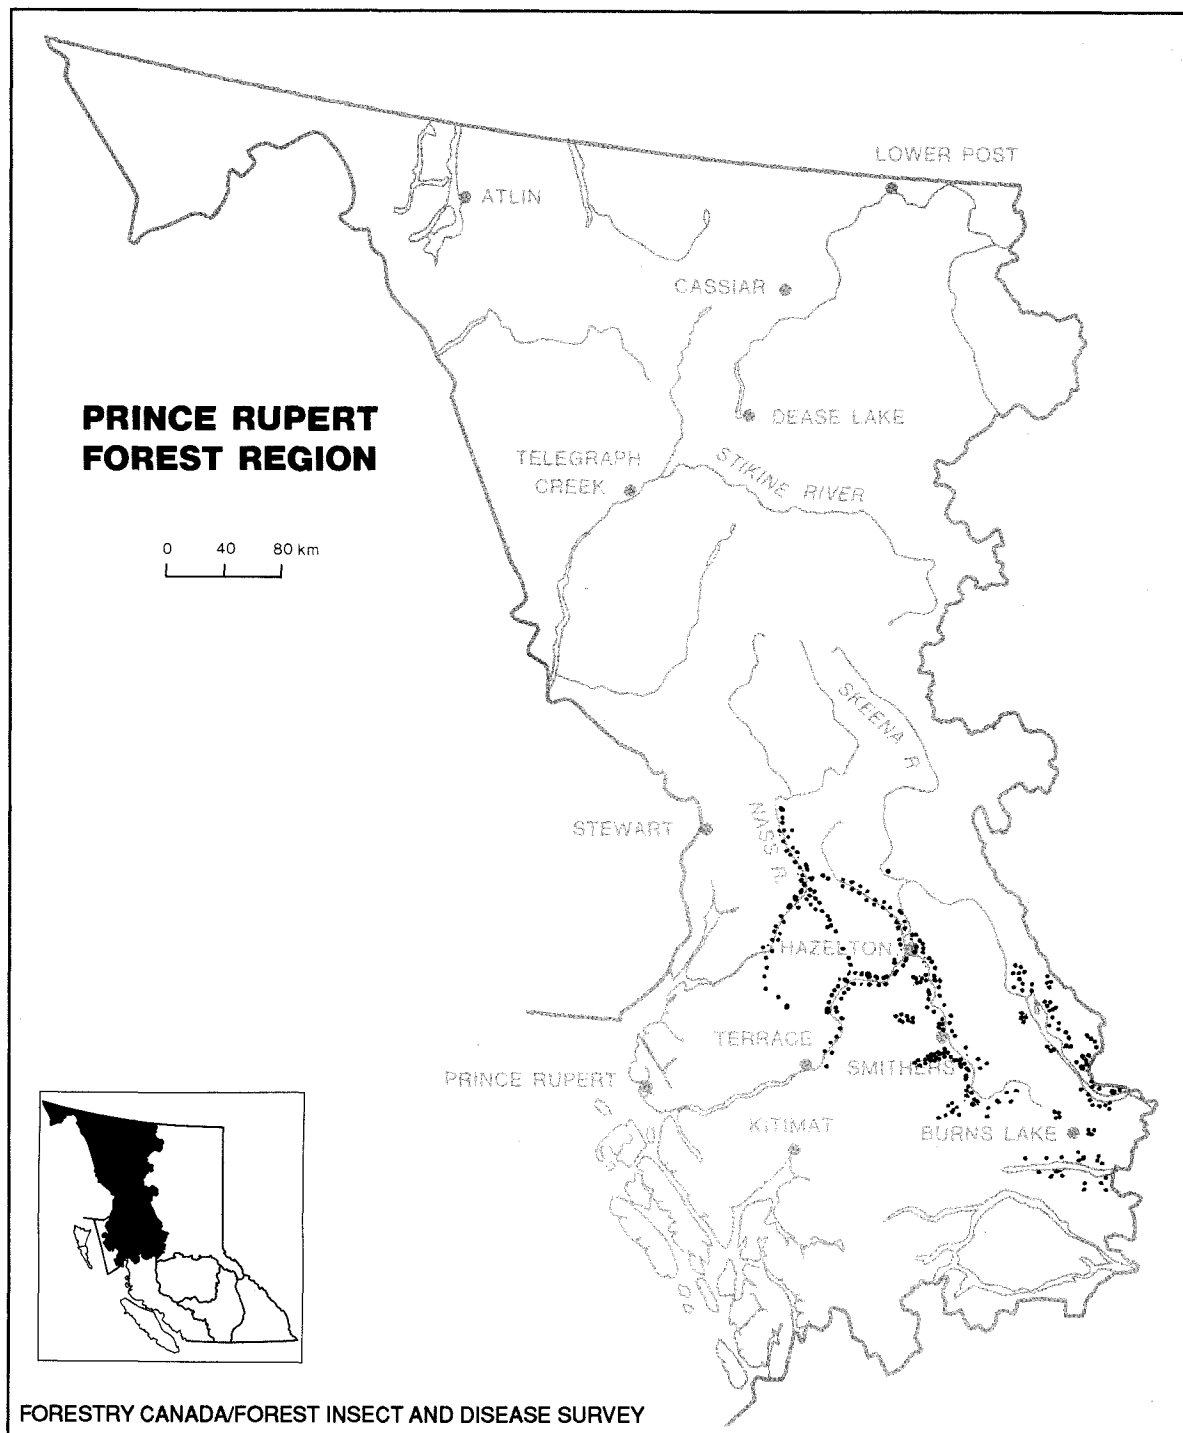 LOWER POST
ATLIN
CASSIAR
PRINCE RUPERT
FOREST REGION
DEASE LAKE
TELEGRAPH
CREEK
STIKINE RIVER
0 40 80 km
SKEENA R
NASS R.
STEWART
HAZELTON
TERRACE
SMITHERS
PRINCE RUPERT
KITIMAT
BURNS LAKE
FORESTRY CANADA/FOREST INSECT AND DISEASE SURVEY